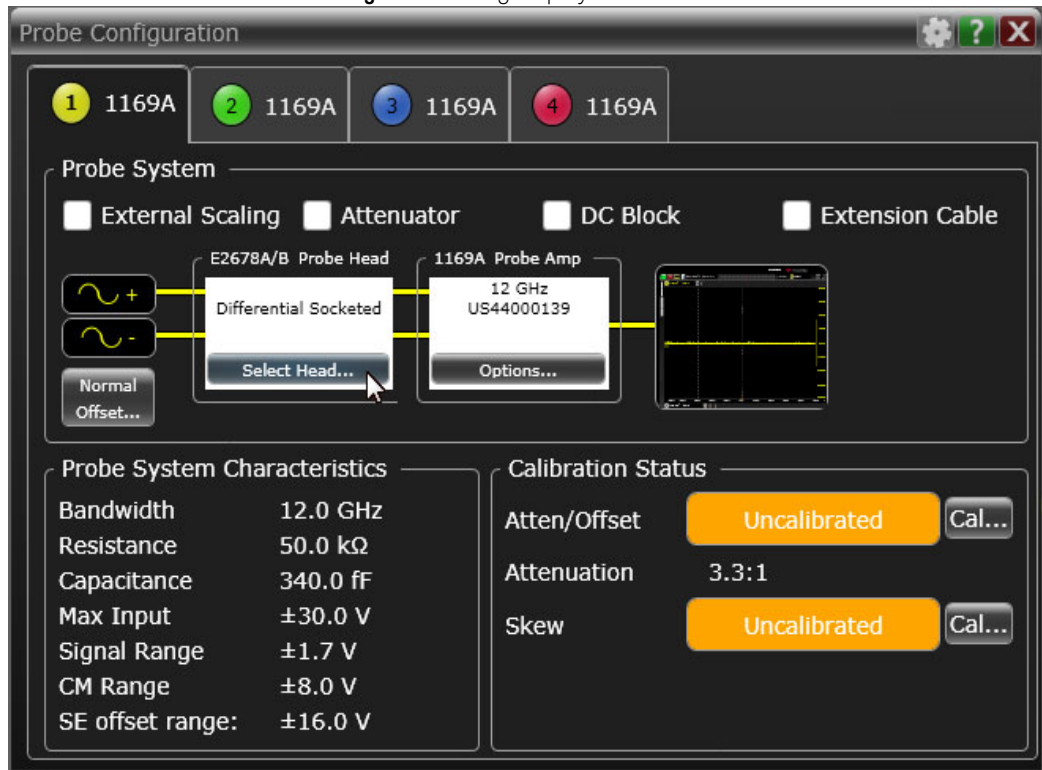 Probe Configuration ? X
1 1169A 2 1169A 3 1169A 4 1169A
Probe System
External Scaling Attenuator DC Block Extension Cable
E2678A/B Probe Head 1169A Probe Amp
+ Differential Socketed 12 GHz
US44000139
-
Select Head... Options...
Normal
Offset...
Probe System Characteristics
Bandwidth 12.0 GHz
Resistance 50.0 kΩ
Capacitance 340.0 fF
Max Input ±30.0 V
Signal Range ±1.7 V
CM Range ±8.0 V
SE offset range: ±16.0 V
Calibration Status
Atten/Offset Uncalibrated Cal...
Attenuation 3.3:1
Skew Uncalibrated Cal...